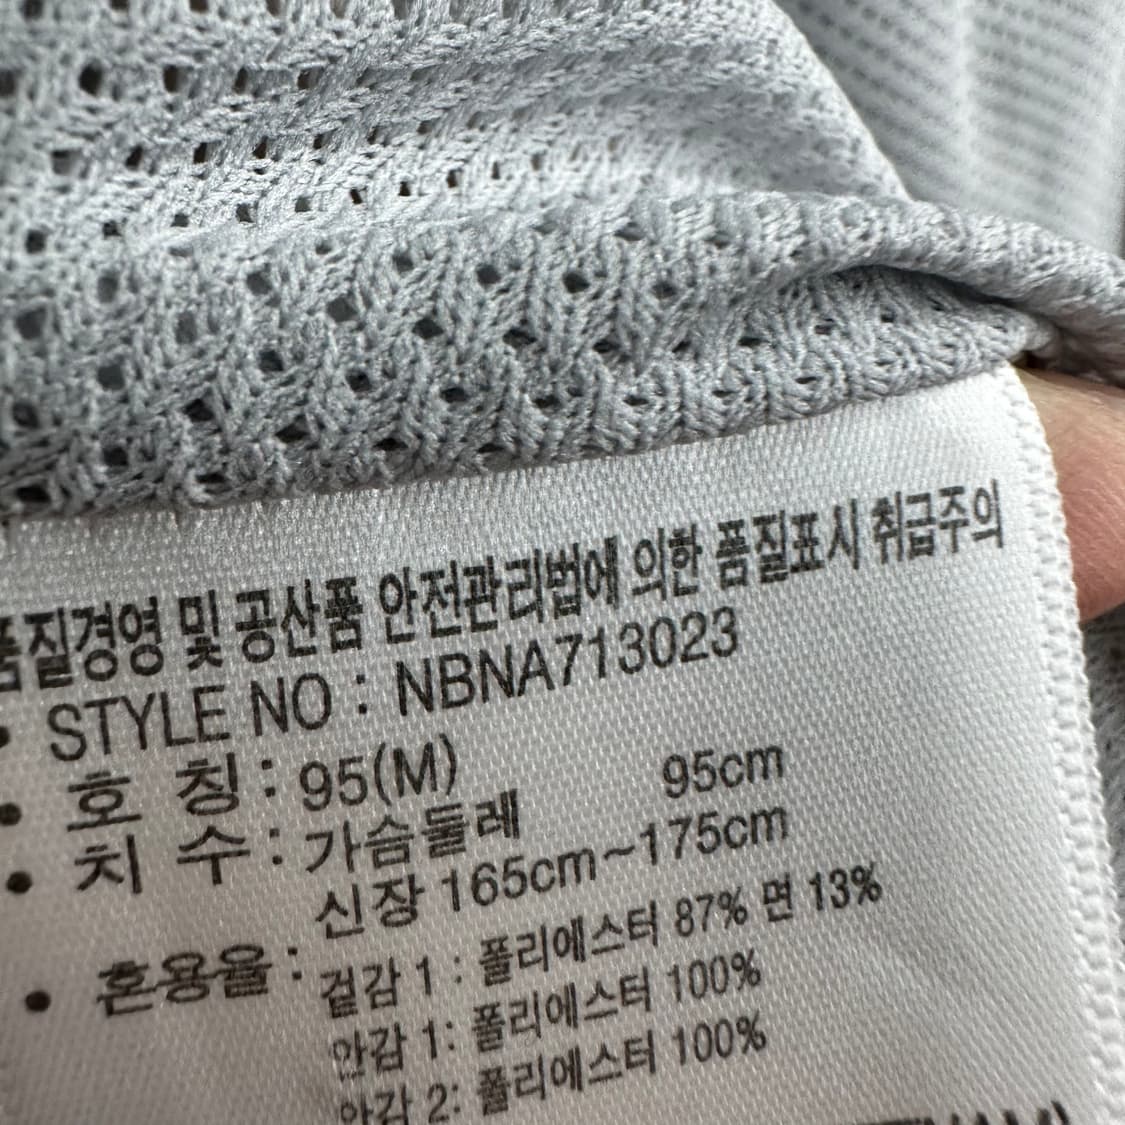 품질경영 및 공산품 안전관리법에 의한 품질표시 취급주의
• STYLE NO : NBNA713023
• 호 칭 : 95(M)
• 치 수 : 가슴둘레 95cm
신장 165cm~175cm
• 혼용율 : 겉감 1 : 폴리에스터 87% 면 13%
안감 1: 폴리에스터 100%
안감 2: 폴리에스터 100%